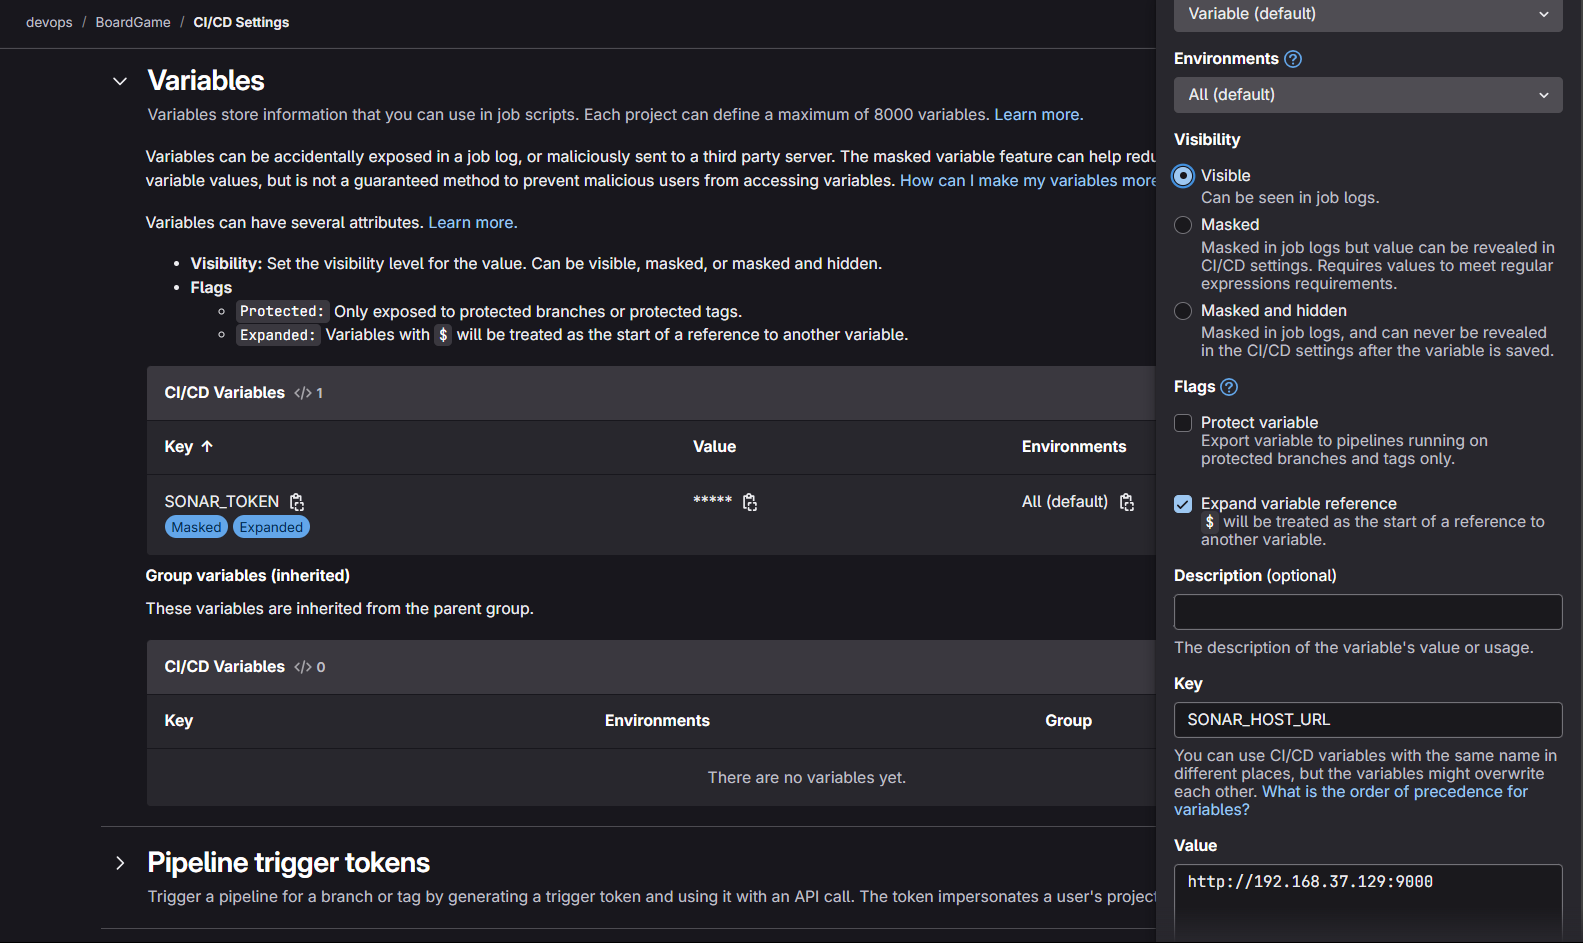 devops / BoardGame / CI/CD Settings
Variables
Variables store information that you can use in job scripts. Each project can define a maximum of 8000 variables. Learn more.
Variables can be accidentally exposed in a job log, or maliciously sent to a third party server. The masked variable feature can help redu
variable values, but is not a guaranteed method to prevent malicious users from accessing variables. How can I make my variables more
Variables can have several attributes. Learn more.
• Visibility: Set the visibility level for the value. Can be visible, masked, or masked and hidden.
• Flags
◦ Protected: Only exposed to protected branches or protected tags.
◦ Expanded: Variables with $ will be treated as the start of a reference to another variable.
CI/CD Variables </> 1
Key ↑ Value Environments
SONAR_TOKEN ***** All (default)
Masked Expanded
Group variables (inherited)
These variables are inherited from the parent group.
CI/CD Variables </> 0
Key Environments Group
There are no variables yet.
Pipeline trigger tokens
Trigger a pipeline for a branch or tag by generating a trigger token and using it with an API call. The token impersonates a user's project
Variable (default)
Environments ?
All (default)
Visibility
Visible
Can be seen in job logs.
Masked
Masked in job logs but value can be revealed in
CI/CD settings. Requires values to meet regular
expressions requirements.
Masked and hidden
Masked in job logs, and can never be revealed
in the CI/CD settings after the variable is saved.
Flags ?
Protect variable
Export variable to pipelines running on
protected branches and tags only.
Expand variable reference
$ will be treated as the start of a reference to
another variable.
Description (optional)
The description of the variable's value or usage.
Key
SONAR_HOST_URL
You can use CI/CD variables with the same name in
different places, but the variables might overwrite
each other. What is the order of precedence for
variables?
Value
http://192.168.37.129:9000